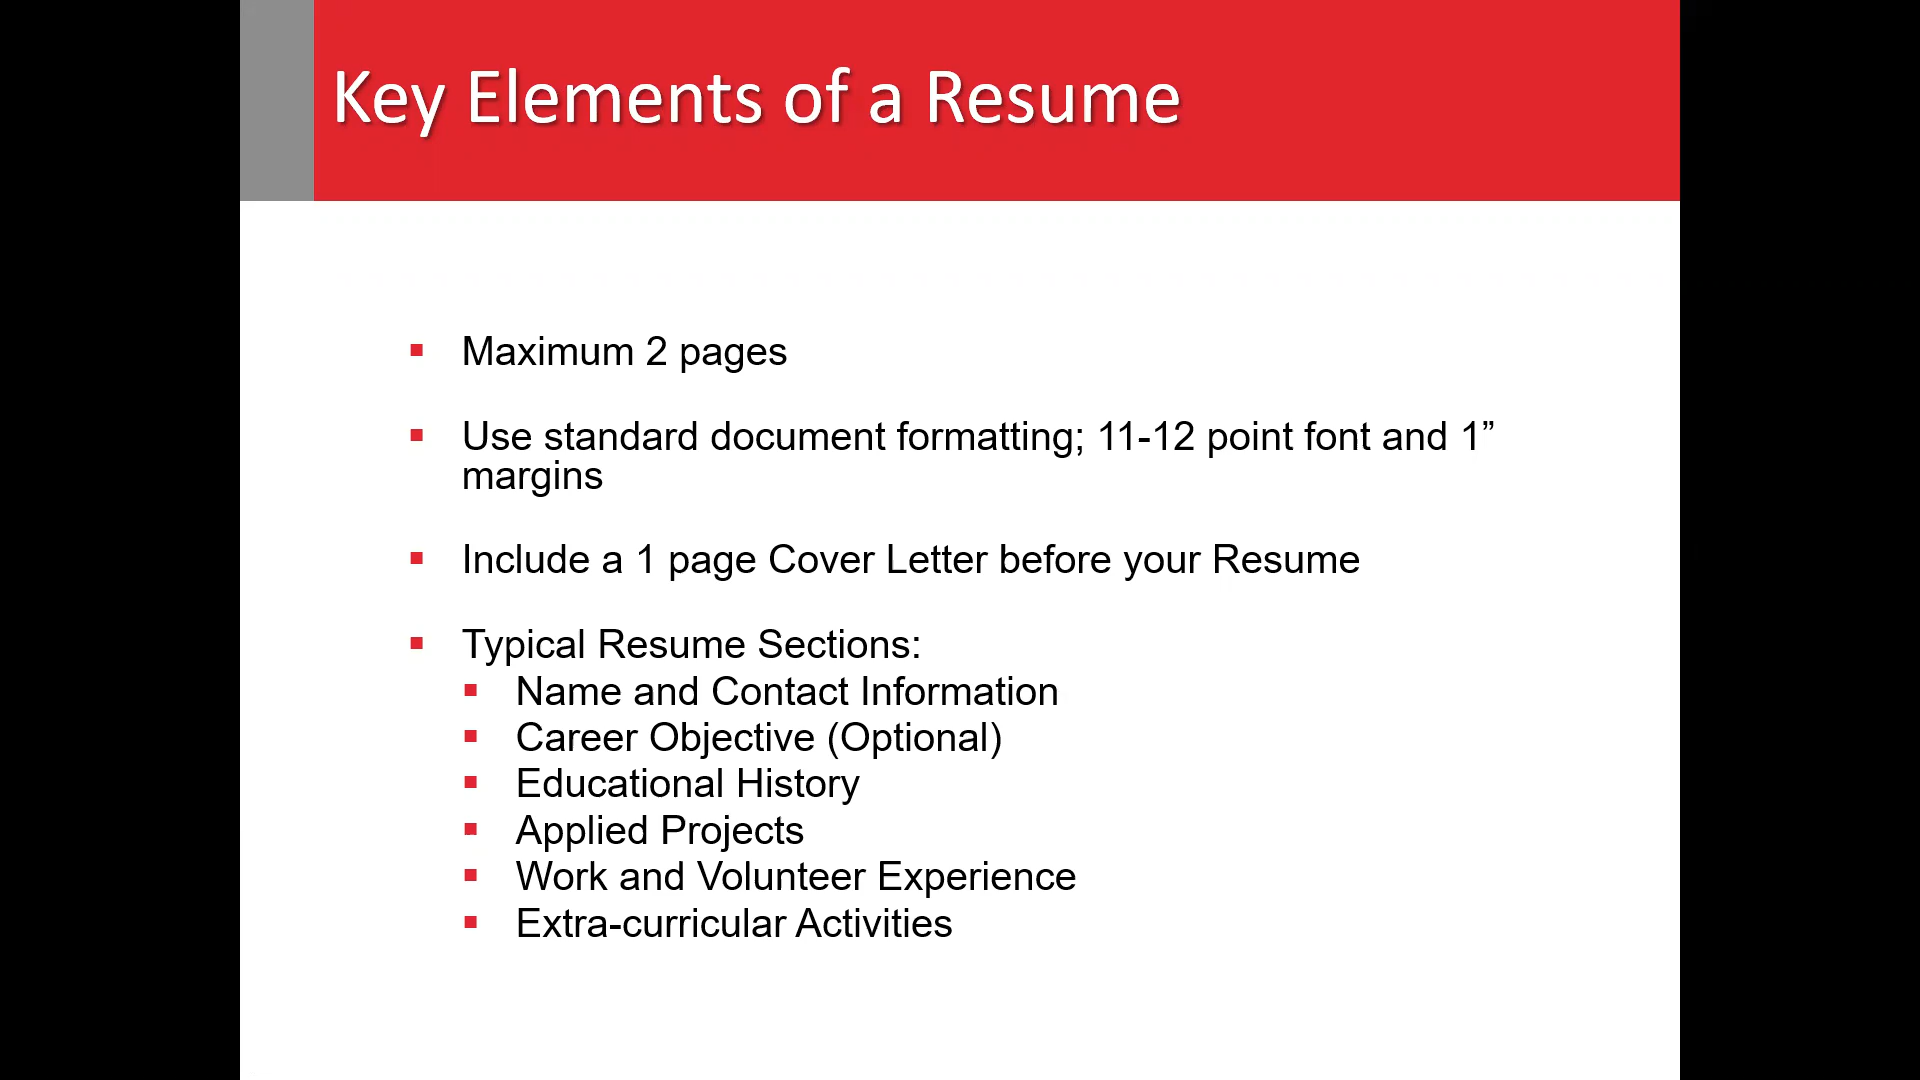 Key Elements of a Resume
Maximum 2 pages
Use standard document formatting; 11-12 point font and 1”
margins
Include a 1 page Cover Letter before your Resume
Typical Resume Sections:
Name and Contact Information
Career Objective (Optional)
Educational History
Applied Projects
Work and Volunteer Experience
Extra-curricular Activities